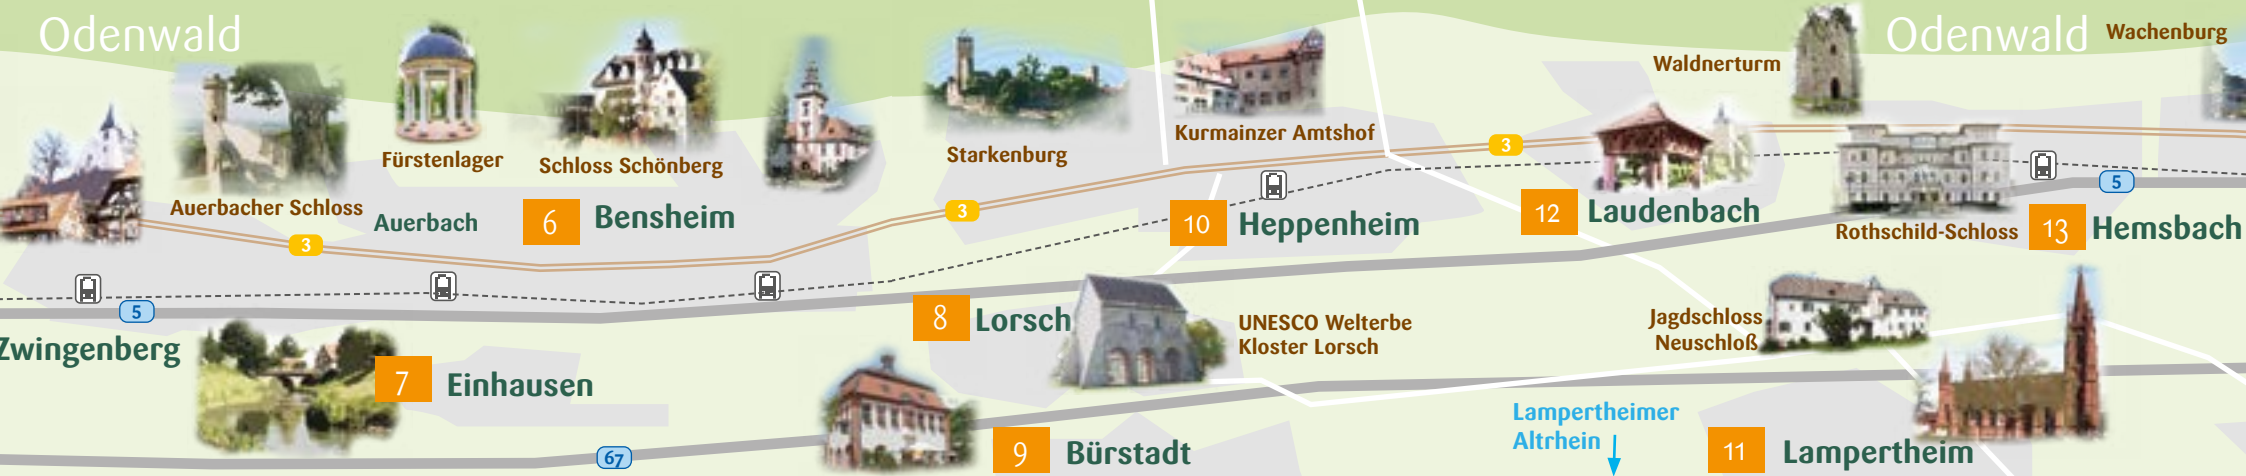 Odenwald
Odenwald
Wachenburg
Waldnerturm
Kurmainzer Amtshof
Fürstenlager
Schloss Schönberg
Starkenburg
3
Auerbacher Schloss
Auerbach
6
Bensheim
3
10
Heppenheim
12
Laudenbach
5
Rothschild-Schloss
13
Hemsbach
3
5
Zwingenberg
8
Lorsch
UNESCO Welterbe
Kloster Lorsch
Jagdschloss
Neuschloß
7
Einhausen
Lampertheimer
Altrhein
67
9
Bürstadt
11
Lampertheim